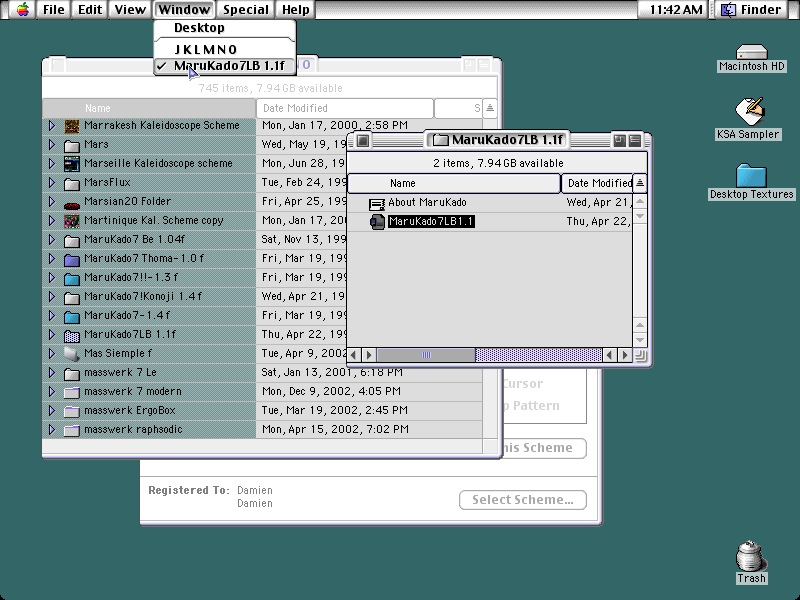 File Edit View Window Special Help 11:42 AM Finder
Desktop
J K L M N O
✓ MaruKado7LB 1.1f
745 items, 7.94 GB available
Name Date Modified S
Marrakesh Kaleidoscope Scheme Mon, Jan 17, 2000, 2:58 PM
Mars Wed, May 19, 199
Marseille Kaleidoscope scheme Mon, Jun 28, 19
MarsFlux Tue, Feb 24, 199
Marsian20 Folder Fri, Apr 25, 199
Martinique Kal. Scheme copy Mon, Jan 17, 20
MaruKado7 Be 1.04f Sat, Nov 13, 199
MaruKado7 Thoma-1.0 f Fri, Mar 19, 199
MaruKado7!!-1.3 f Fri, Mar 19, 199
MaruKado7!Konoji 1.4 f Wed, Apr 21, 19
MaruKado7-1.4 f Fri, Mar 19, 199
MaruKado7LB 1.1f Thu, Apr 22, 199
Mas Siemple f Tue, Apr 9, 2002
masswerk 7 Le Sat, Jan 13, 2001, 6:18 PM
masswerk 7 modern Mon, Dec 9, 2002, 4:05 PM
masswerk ErgoBox Tue, Mar 19, 2002, 2:45 PM
masswerk raphsodic Mon, Apr 15, 2002, 7:02 PM
MaruKado7LB 1.1f
2 items, 7.94 GB available
Name Date Modified
About MaruKado Wed, Apr 21,
MaruKado7LB1.1 Thu, Apr 22,
Cursor
p Pattern
his Scheme
Registered To: Damien
Damien
Select Scheme...
Macintosh HD
KSA Sampler
Desktop Textures
Trash